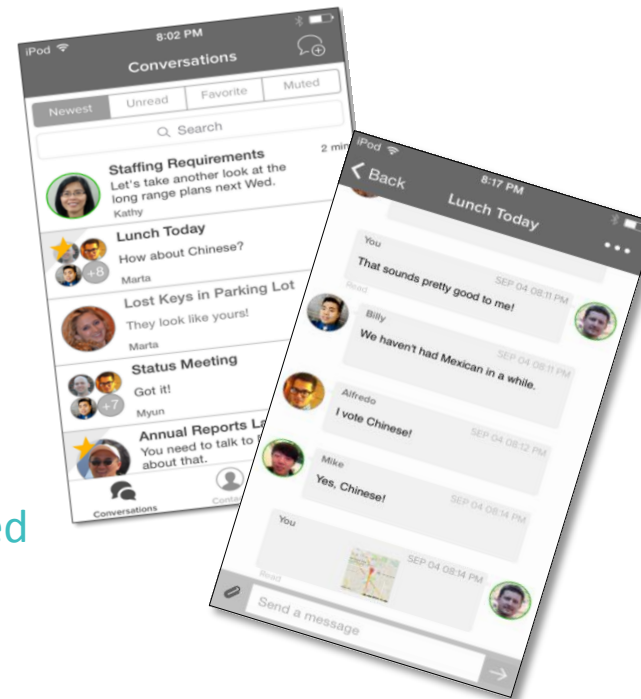 iPod
8:02 PM
Conversations
Newest
Unread
Favorite
Muted
Search
Staffing Requirements
2 min
Let's take another look at the
long range plans next Wed.
Kathy
Lunch Today
How about Chinese?
+8
Marta
Lost Keys in Parking Lot
They look like yours!
Marta
Status Meeting
Got it!
+7
Myun
Annual Reports La
You need to talk to
about that.
Conversations
Conta
ed
iPod
8:17 PM
Back
Lunch Today
You
SEP 04 08:11 PM
That sounds pretty good to me!
Read
Billy
SEP 04 08:11 PM
We haven't had Mexican in a while.
Alfredo
SEP 04 08:12 PM
I vote Chinese!
Mike
SEP 04 08:14 PM
Yes, Chinese!
You
SEP 04 08:14 PM
Read
Send a message